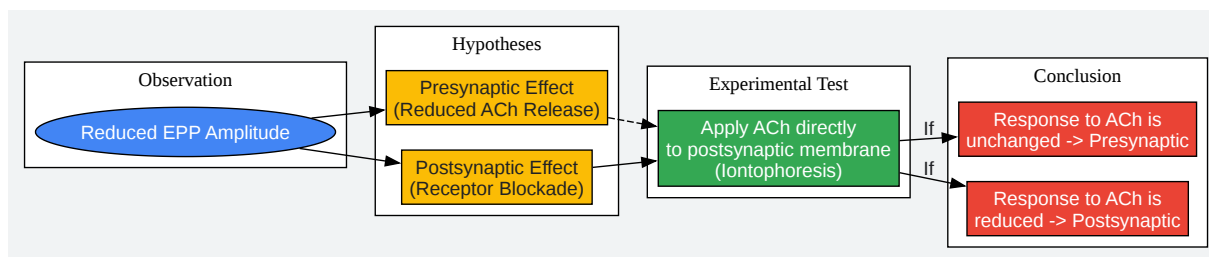 Observation
Reduced EPP Amplitude
Hypotheses
Presynaptic Effect
(Reduced ACh Release)
Postsynaptic Effect
(Receptor Blockade)
Experimental Test
Apply ACh directly
to postsynaptic membrane
(Iontophoresis)
If
If
Conclusion
Response to ACh is
unchanged -> Presynaptic
Response to ACh is
reduced -> Postsynaptic